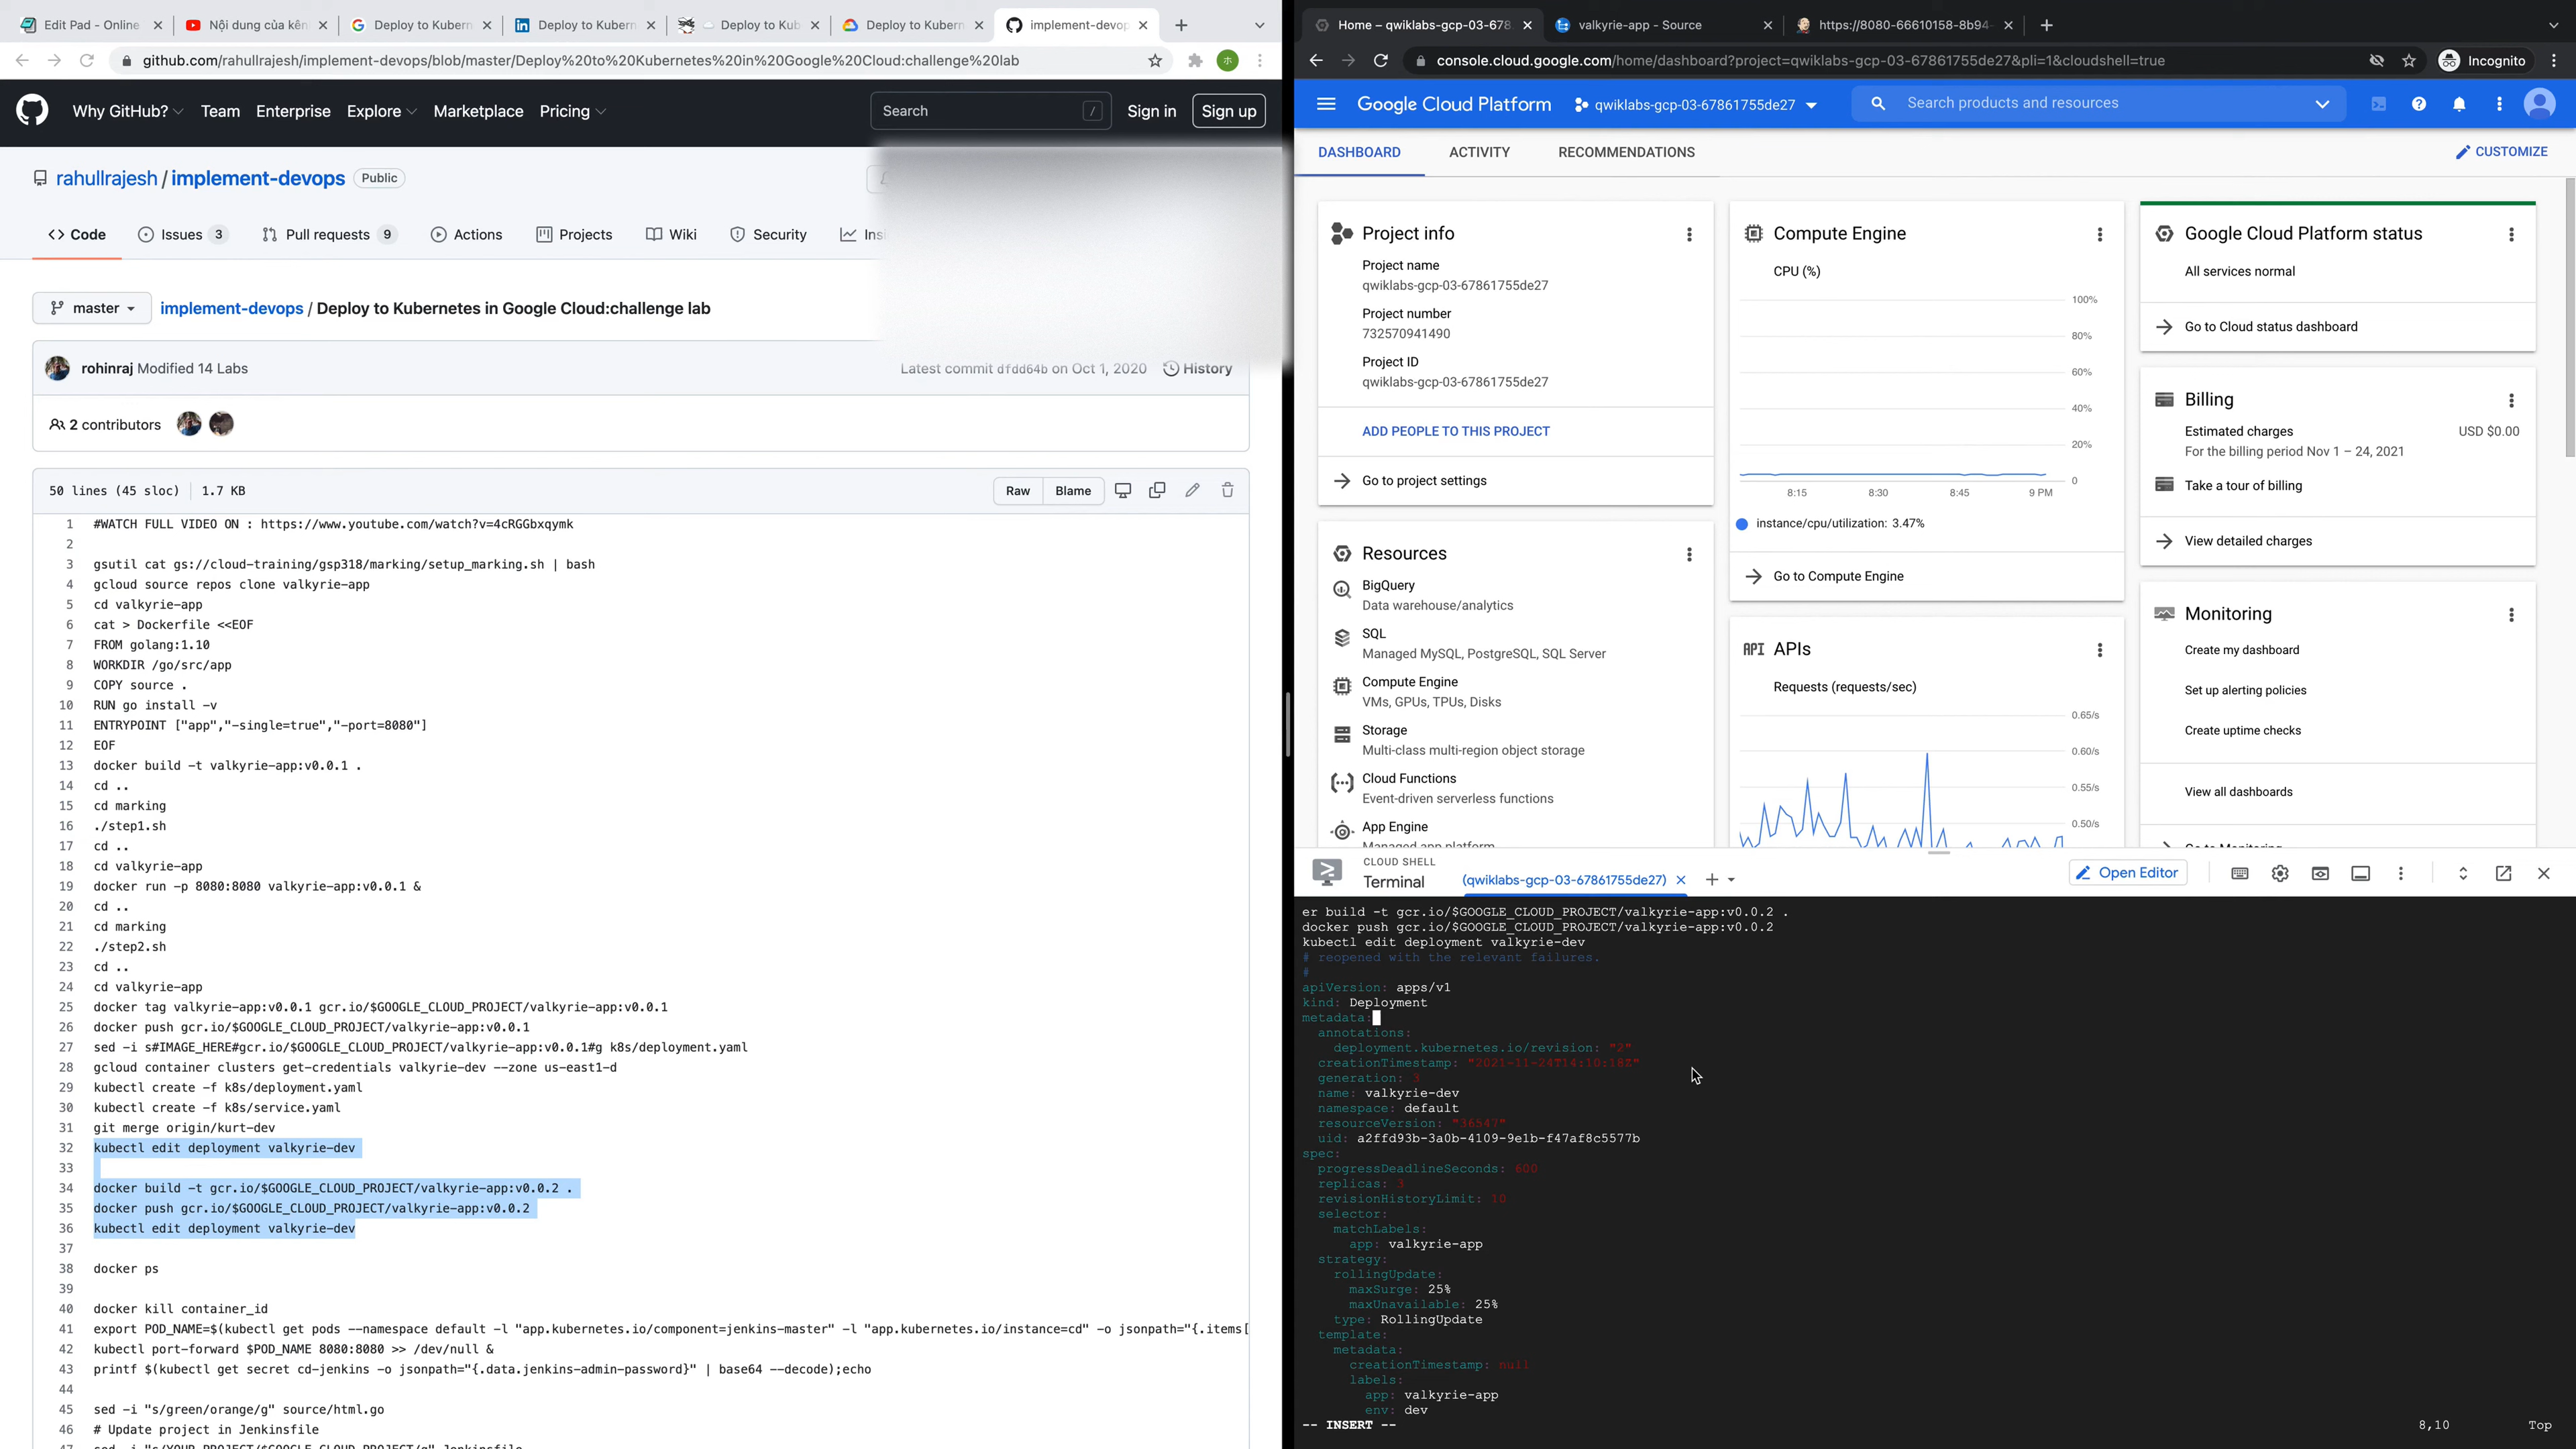 Edit Pad - Online
Nội dung của kên
Deploy to Kubern
Deploy to Kubern
Deploy to Kub
Deploy to Kubern
implement-devop
github.com/rahullrajesh/implement-devops/blob/master/Deploy%20to%20Kubernetes%20in%20Google%20Cloud:challenge%20lab
Why GitHub?
Team
Enterprise
Explore
Marketplace
Pricing
Search
/
Sign in
Sign up
rahullrajesh / implement-devops
Public
Code
Issues 3
Pull requests 9
Actions
Projects
Wiki
Security
master
implement-devops / Deploy to Kubernetes in Google Cloud:challenge lab
rohinraj Modified 14 Labs
Latest commit dfdd64b on Oct 1, 2020
History
2 contributors
50 lines (45 sloc) 1.7 KB
Raw
Blame
1 #WATCH FULL VIDEO ON : https://www.youtube.com/watch?v=4cRGGbxqymk
2
3 gsutil cat gs://cloud-training/gsp318/marking/setup_marking.sh | bash
4 gcloud source repos clone valkyrie-app
5 cd valkyrie-app
6 cat > Dockerfile <<EOF
7 FROM golang:1.10
8 WORKDIR /go/src/app
9 COPY source .
10 RUN go install -v
11 ENTRYPOINT ["app","-single=true","-port=8080"]
12 EOF
13 docker build -t valkyrie-app:v0.0.1 .
14 cd ..
15 cd marking
16 ./step1.sh
17 cd ..
18 cd valkyrie-app
19 docker run -p 8080:8080 valkyrie-app:v0.0.1 &
20 cd ..
21 cd marking
22 ./step2.sh
23 cd ..
24 cd valkyrie-app
25 docker tag valkyrie-app:v0.0.1 gcr.io/$GOOGLE_CLOUD_PROJECT/valkyrie-app:v0.0.1
26 docker push gcr.io/$GOOGLE_CLOUD_PROJECT/valkyrie-app:v0.0.1
27 sed -i s#IMAGE_HERE#gcr.io/$GOOGLE_CLOUD_PROJECT/valkyrie-app:v0.0.1#g k8s/deployment.yaml
28 gcloud container clusters get-credentials valkyrie-dev --zone us-east1-d
29 kubectl create -f k8s/deployment.yaml
30 kubectl create -f k8s/service.yaml
31 git merge origin/kurt-dev
32 kubectl edit deployment valkyrie-dev
33
34 docker build -t gcr.io/$GOOGLE_CLOUD_PROJECT/valkyrie-app:v0.0.2 .
35 docker push gcr.io/$GOOGLE_CLOUD_PROJECT/valkyrie-app:v0.0.2
36 kubectl edit deployment valkyrie-dev
37
38 docker ps
39
40 docker kill container_id
41 export POD_NAME=$(kubectl get pods --namespace default -l "app.kubernetes.io/component=jenkins-master" -l "app.kubernetes.io/instance=cd" -o jsonpath="{.items[
42 kubectl port-forward $POD_NAME 8080:8080 >> /dev/null &
43 printf $(kubectl get secret cd-jenkins -o jsonpath="{.data.jenkins-admin-password}" | base64 --decode);echo
44
45 sed -i "s/green/orange/g" source/html.go
46 # Update project in Jenkinsfile
47 sed -i "s/YOUR_PROJECT/$GOOGLE_CLOUD_PROJECT/g" Jenkinsfile
Home – qwiklabs-gcp-03-678
valkyrie-app - Source
https://8080-66610158-8b94-
console.cloud.google.com/home/dashboard?project=qwiklabs-gcp-03-67861755de27&pli=1&cloudshell=true
Incognito
Google Cloud Platform
qwiklabs-gcp-03-67861755de27
Search products and resources
DASHBOARD
ACTIVITY
RECOMMENDATIONS
CUSTOMIZE
Project info
Project name
qwiklabs-gcp-03-67861755de27
Project number
732570941490
Project ID
qwiklabs-gcp-03-67861755de27
ADD PEOPLE TO THIS PROJECT
Go to project settings
Resources
BigQuery
Data warehouse/analytics
SQL
Managed MySQL, PostgreSQL, SQL Server
Compute Engine
VMs, GPUs, TPUs, Disks
Storage
Multi-class multi-region object storage
Cloud Functions
Event-driven serverless functions
App Engine
Managed app platform
Compute Engine
CPU (%)
100%
80%
60%
40%
20%
0
8:15
8:30
8:45
9 PM
instance/cpu/utilization: 3.47%
Go to Compute Engine
API APIs
Requests (requests/sec)
0.65/s
0.60/s
0.55/s
0.50/s
Google Cloud Platform status
All services normal
Go to Cloud status dashboard
Billing
Estimated charges USD $0.00
For the billing period Nov 1 – 24, 2021
Take a tour of billing
View detailed charges
Monitoring
Create my dashboard
Set up alerting policies
Create uptime checks
View all dashboards
Go to Monitoring
CLOUD SHELL
Terminal
(qwiklabs-gcp-03-67861755de27)
Open Editor
er build -t gcr.io/$GOOGLE_CLOUD_PROJECT/valkyrie-app:v0.0.2 .
docker push gcr.io/$GOOGLE_CLOUD_PROJECT/valkyrie-app:v0.0.2
kubectl edit deployment valkyrie-dev
# reopened with the relevant failures.
#
apiVersion: apps/v1
kind: Deployment
metadata:
annotations:
deployment.kubernetes.io/revision: "2"
creationTimestamp: "2021-11-24T14:10:18Z"
generation: 3
name: valkyrie-dev
namespace: default
resourceVersion: "36547"
uid: a2ffd93b-3a0b-4109-9e1b-f47af8c5577b
spec:
progressDeadlineSeconds: 600
replicas: 3
revisionHistoryLimit: 10
selector:
matchLabels:
app: valkyrie-app
strategy:
rollingUpdate:
maxSurge: 25%
maxUnavailable: 25%
type: RollingUpdate
template:
metadata:
creationTimestamp: null
labels:
app: valkyrie-app
env: dev
-- INSERT --
8,10
Top